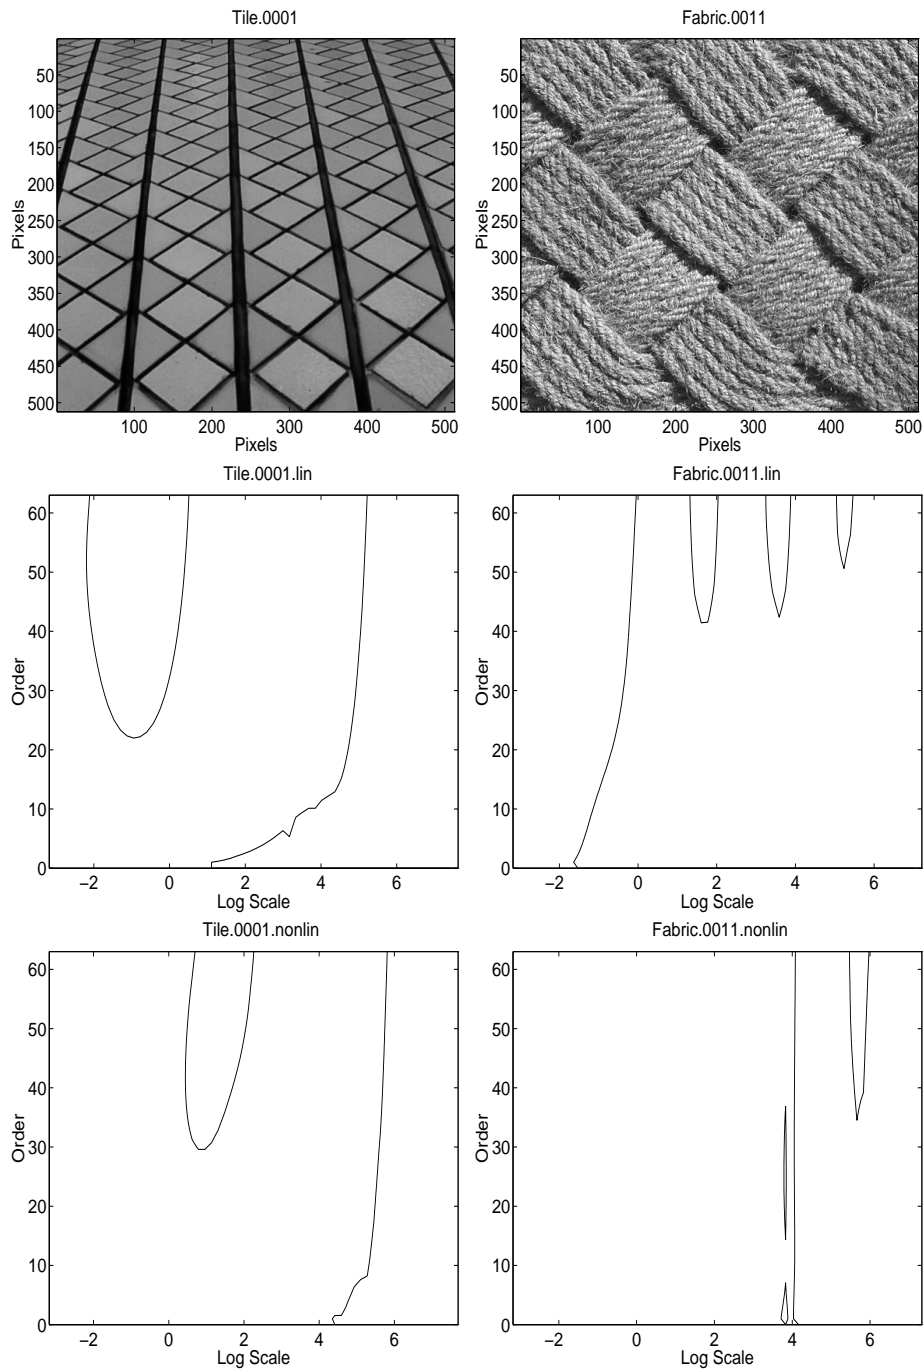 Tile.0001
50
100
150
200
250
300
350
400
450
500
Pixels
100 200 300 400 500
Pixels
Fabric.0011
50
100
150
200
250
300
350
400
450
500
Pixels
100 200 300 400 500
Pixels
Tile.0001.lin
60
50
40
30
20
10
0
Order
−2 0 2 4 6
Log Scale
Fabric.0011.lin
60
50
40
30
20
10
0
Order
−2 0 2 4 6
Log Scale
Tile.0001.nonlin
60
50
40
30
20
10
0
Order
−2 0 2 4 6
Log Scale
Fabric.0011.nonlin
60
50
40
30
20
10
0
Order
−2 0 2 4 6
Log Scale